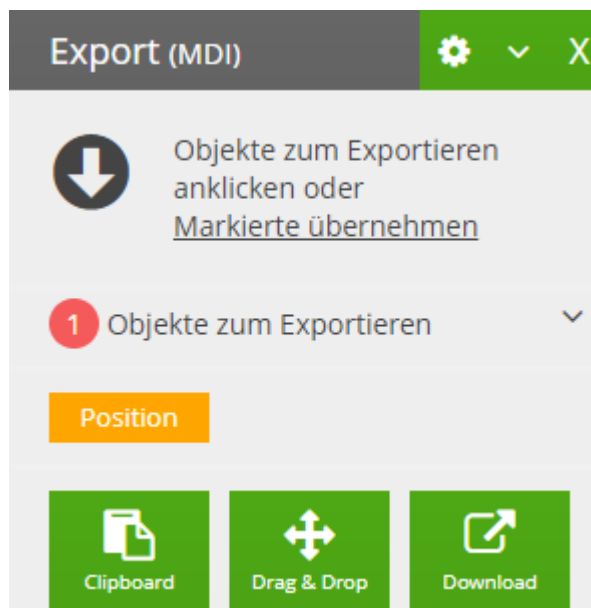 Export (MDI) X
Objekte zum Exportieren
anklicken oder
Markierte übernehmen
1 Objekte zum Exportieren
Position
Clipboard Drag & Drop Download